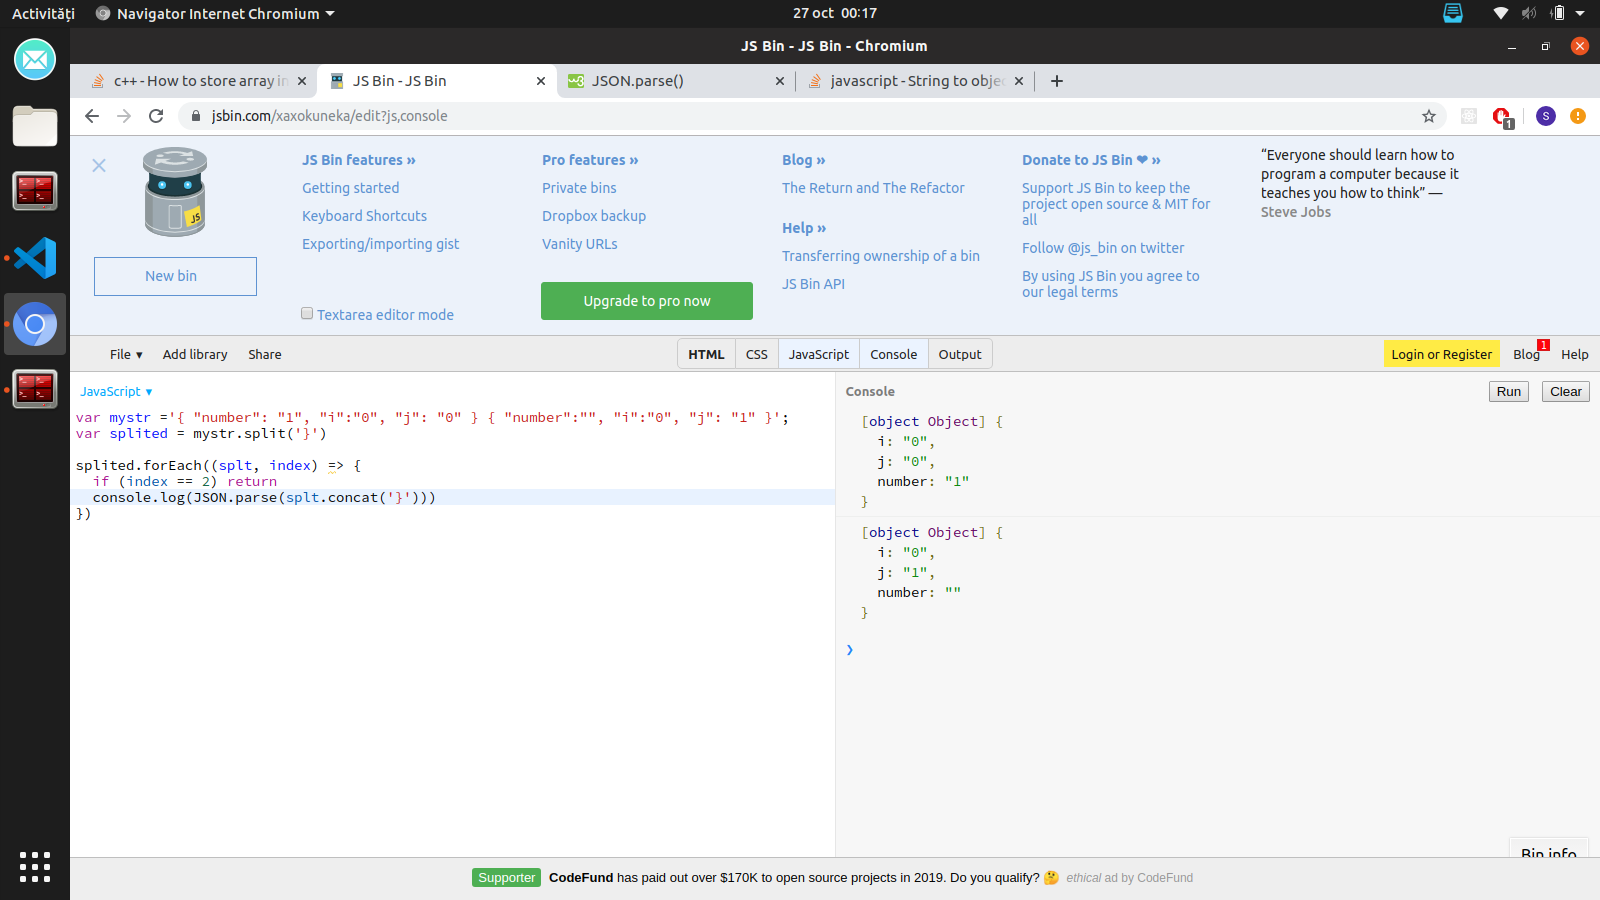 Activități
Navigator Internet Chromium
27 oct 00:17
JS Bin - JS Bin - Chromium
c++ - How to store array in
JS Bin - JS Bin
JSON.parse()
javascript - String to objec
jsbin.com/xaxokuneka/edit?js,console
1
S
JS Bin features »
Getting started
Keyboard Shortcuts
Exporting/importing gist
Textarea editor mode
New bin
JS
Pro features »
Private bins
Dropbox backup
Vanity URLs
Upgrade to pro now
Blog »
The Return and The Refactor
Help »
Transferring ownership of a bin
JS Bin API
Donate to JS Bin ❤ »
Support JS Bin to keep the
project open source & MIT for
all
Follow @js_bin on twitter
By using JS Bin you agree to
our legal terms
“Everyone should learn how to
program a computer because it
teaches you how to think” —
Steve Jobs
File ▾ Add library Share
HTML CSS JavaScript Console Output
Login or Register Blog 1 Help
JavaScript ▾
var mystr ='{ "number": "1", "i":"0", "j": "0" } { "number":"", "i":"0", "j": "1" }';
var splited = mystr.split('}')
splited.forEach((splt, index) => {
if (index == 2) return
console.log(JSON.parse(splt.concat('}')))
})
Console Run Clear
[object Object] {
i: "0",
j: "0",
number: "1"
}
[object Object] {
i: "0",
j: "1",
number: ""
}
❯
Bin info
Supporter CodeFund has paid out over $170K to open source projects in 2019. Do you qualify? 🤔 ethical ad by CodeFund